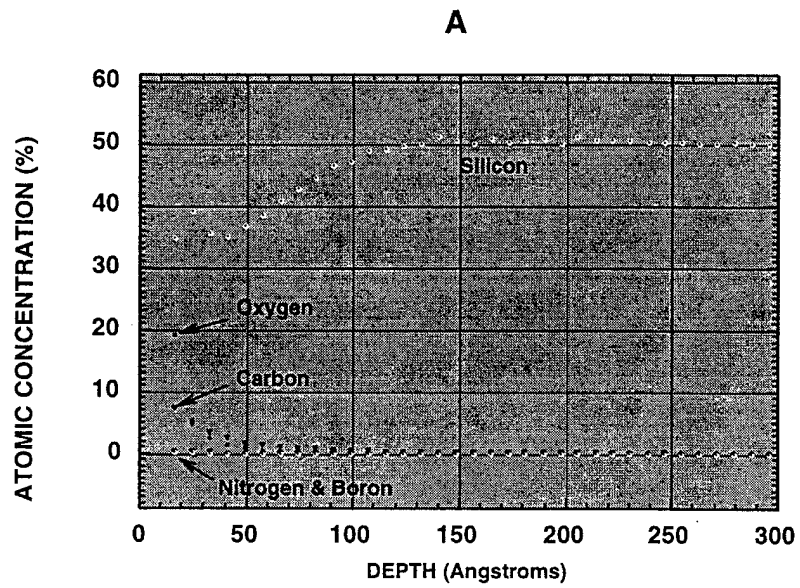 A
60
50
40
30
20
10
0
ATOMIC CONCENTRATION (%)
Silicon
Oxygen
Carbon
Nitrogen & Boron
0 50 100 150 200 250 300
DEPTH (Angstroms)